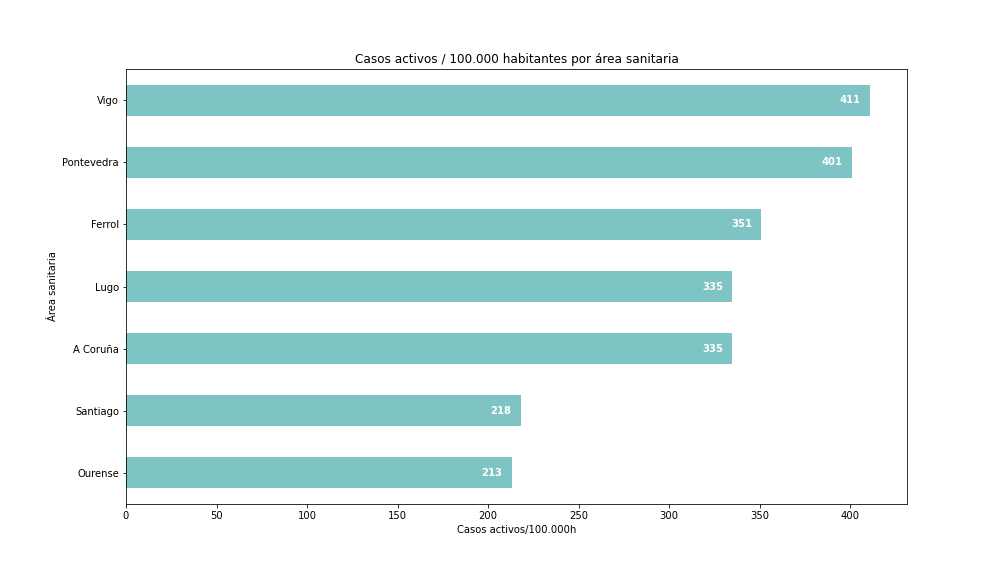 Casos activos / 100.000 habitantes por área sanitaria
Vigo
411
Pontevedra
401
Ferrol
351
Lugo
335
A Coruña
335
Santiago
218
Ourense
213
Área sanitaria
0 50 100 150 200 250 300 350 400
Casos activos/100.000h